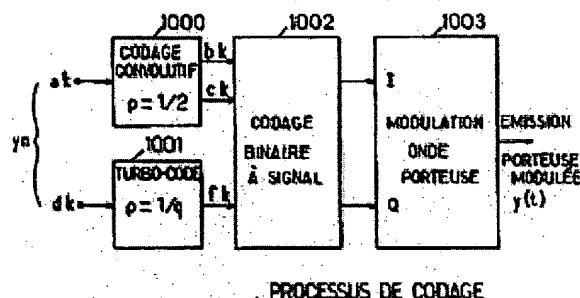 1000
1002
1003
CODAGE
CONVOLUTIF
ρ = 1/2
ak
bk
ck
yn
1001
TURBO-CODE
ρ = 1/q
dk
fk
CODAGE
BINAIRE
À SIGNAL
I
MODULATION
ONDE
PORTEUSE
Q
EMISSION
PORTEUSE
MODULÉE
y(t)
PROCESSUS DE CODAGE